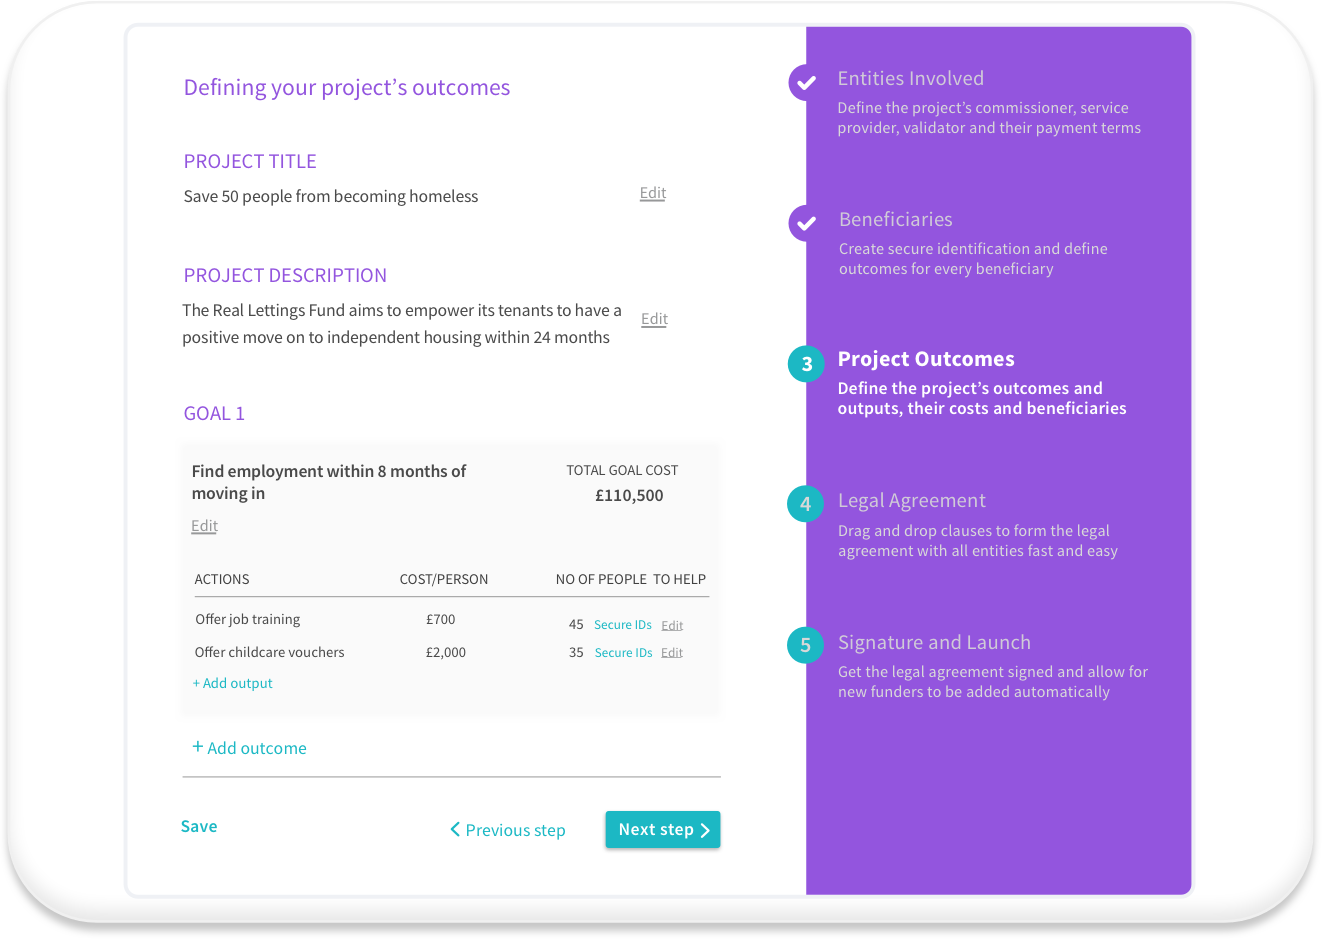 Defining your project's outcomes
PROJECT TITLE
Save 50 people from becoming homeless
Edit
PROJECT DESCRIPTION
The Real Lettings Fund aims to empower its tenants to have a
positive move on to independent housing within 24 months
Edit
GOAL 1
Find employment within 8 months of
moving in
Edit
TOTAL GOAL COST
£110,500
ACTIONS COST/PERSON NO OF PEOPLE TO HELP
Offer job training £700 45 Secure IDs Edit
Offer childcare vouchers £2,000 35 Secure IDs Edit
+ Add output
+ Add outcome
Save < Previous step Next step >
Entities Involved
Define the project's commissioner, service
provider, validator and their payment terms
Beneficiaries
Create secure identification and define
outcomes for every beneficiary
3 Project Outcomes
Define the project's outcomes and
outputs, their costs and beneficiaries
4 Legal Agreement
Drag and drop clauses to form the legal
agreement with all entities fast and easy
5 Signature and Launch
Get the legal agreement signed and allow for
new funders to be added automatically